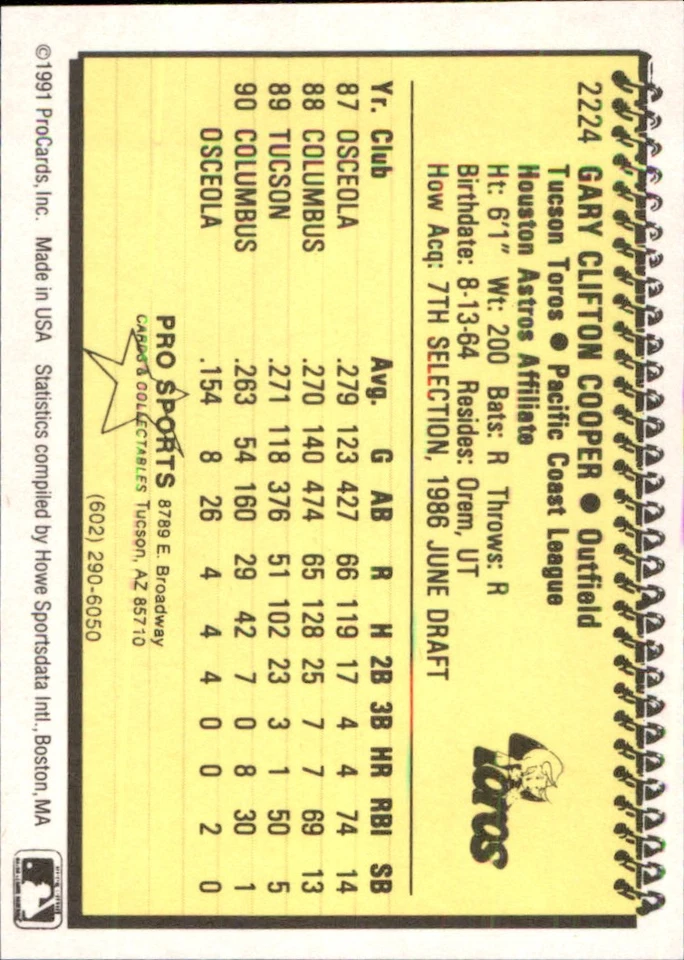 2224 GARY CLIFTON COOPER ● Outfield
Tucson Toros ● Pacific Coast League
Houston Astros Affiliate
Ht: 6'1" Wt: 200 Bats: R Throws: R
Birthdate: 8-13-64 Resides: Orem, UT
How Acq: 7TH SELECTION, 1986 JUNE DRAFT
Toros
Yr. Club Avg. G AB R H 2B 3B HR RBI SB
87 OSCEOLA .279 123 427 66 119 17 4 4 74 14
88 COLUMBUS .270 140 474 65 128 25 7 7 69 13
89 TUCSON .271 118 376 51 102 23 3 1 50 5
90 COLUMBUS .263 54 160 29 42 7 0 8 30 1
OSCEOLA .154 8 26 4 4 4 0 0 2 0
PRO SPORTS 8789 E. Broadway
CARDS & COLLECTABLES Tucson, AZ 85710
(602) 290-6050
©1991 ProCards, Inc. Made in USA Statistics compiled by Howe Sportsdata Intl., Boston, MA